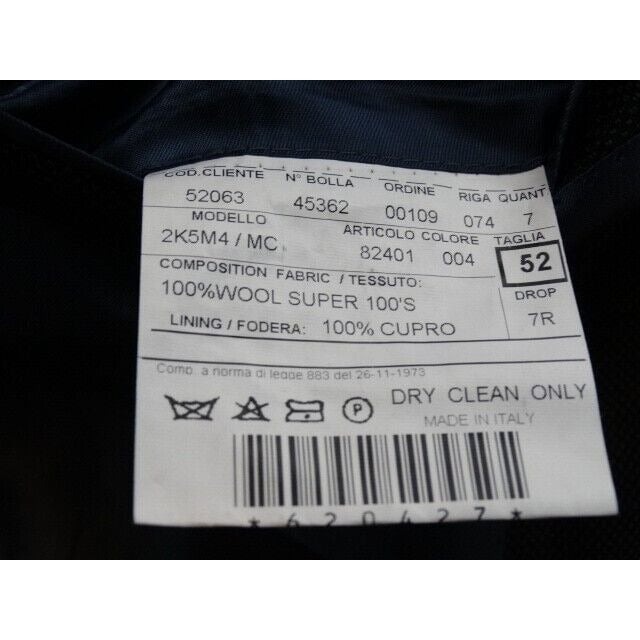 COD.CLIENTE N° BOLLA ORDINE RIGA QUANT
52063 45362 00109 074 7
MODELLO ARTICOLO COLORE TAGLIA
2K5M4 / MC 82401 004 52
COMPOSITION FABRIC / TESSUTO: DROP
100%WOOL SUPER 100'S 7R
LINING / FODERA: 100% CUPRO
Comp. a norma di legge 883 del 26-11-1973
P DRY CLEAN ONLY
MADE IN ITALY
*620427*